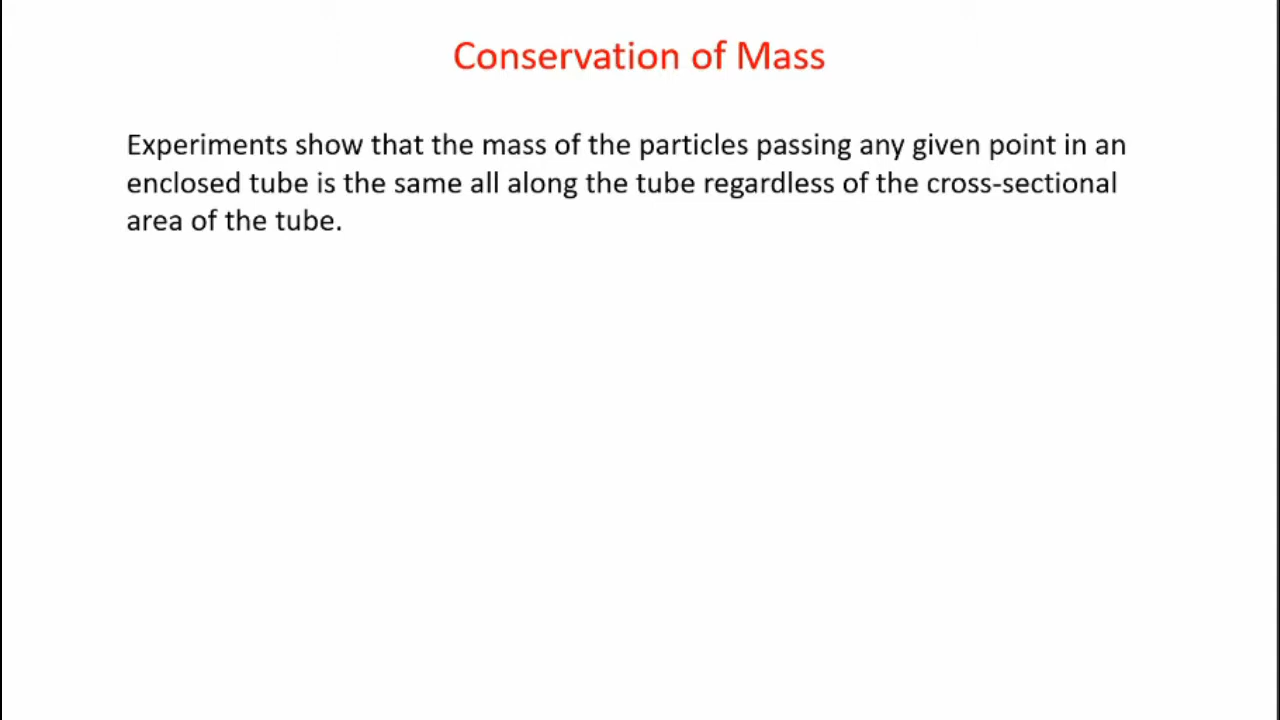 Conservation of Mass
Experiments show that the mass of the particles passing any given point in an
enclosed tube is the same all along the tube regardless of the cross-sectional
area of the tube.